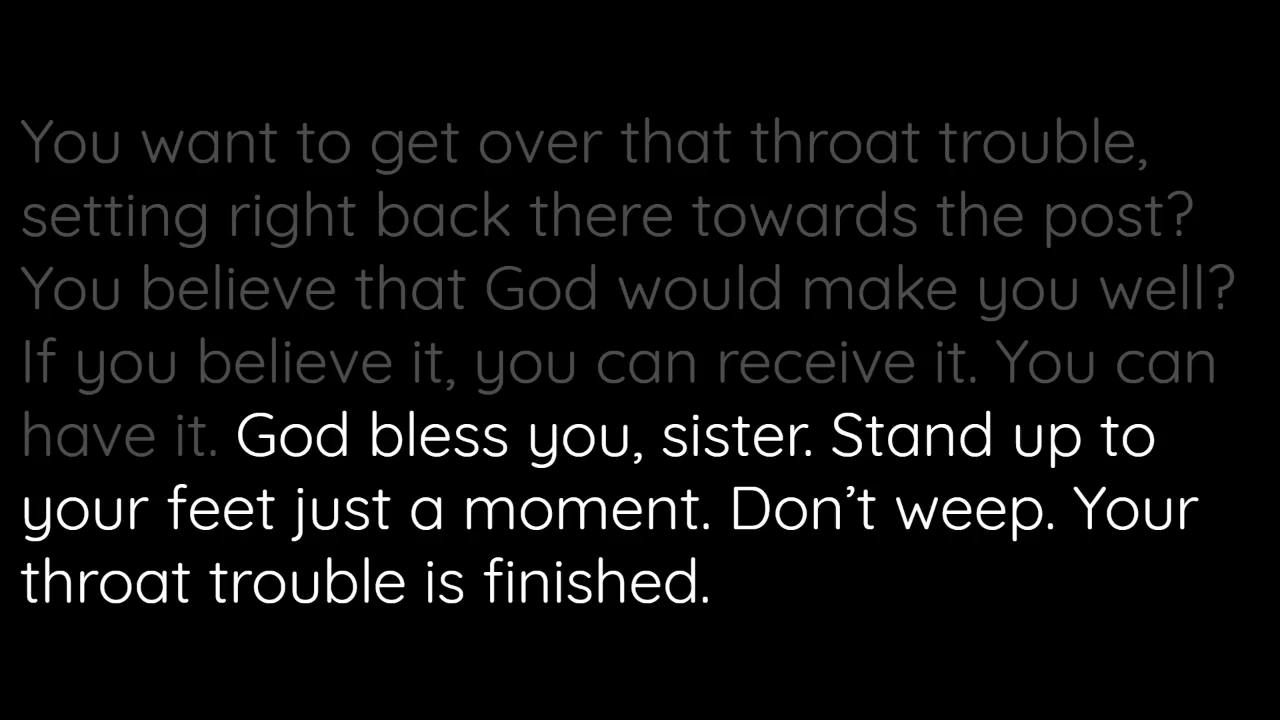 You want to get over that throat trouble,
setting right back there towards the post?
You believe that God would make you well?
If you believe it, you can receive it. You can
have it. God bless you, sister. Stand up to
your feet just a moment. Don’t weep. Your
throat trouble is finished.